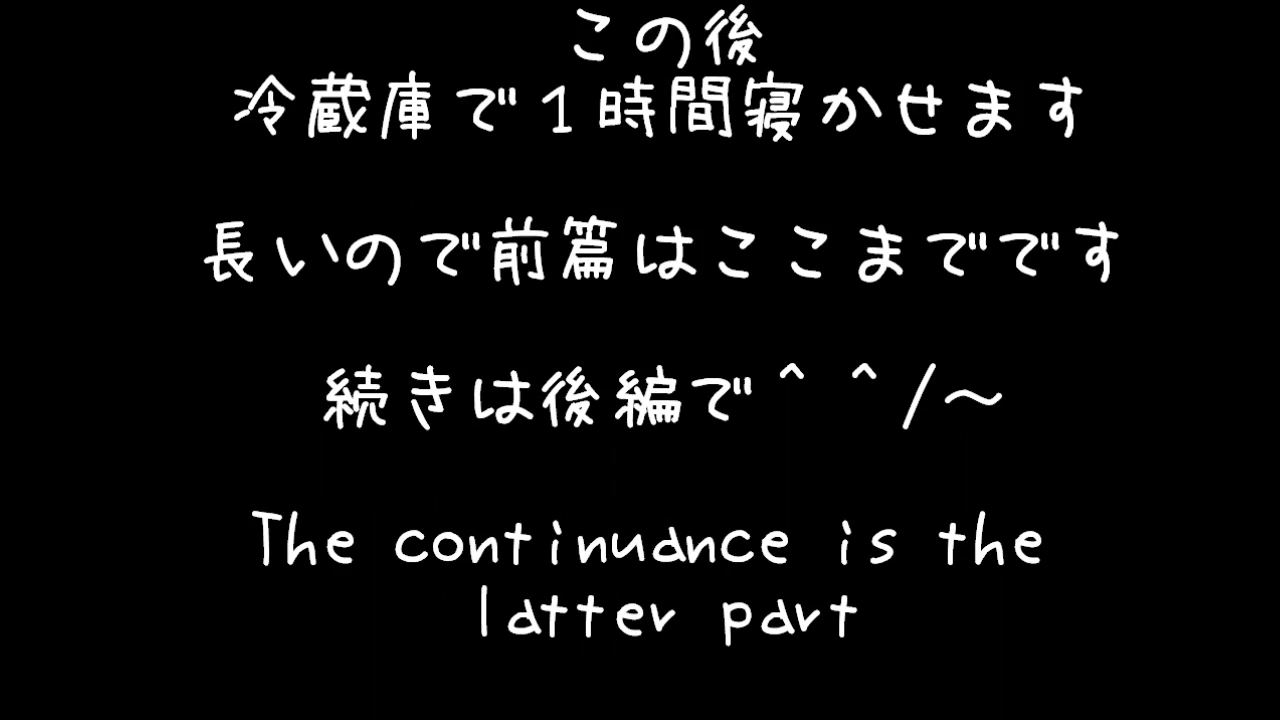 この後
冷蔵庫で１時間寝かせます
長いので前篇はここまでです
続きは後編で＾＾/～
The continuance is the
latter part